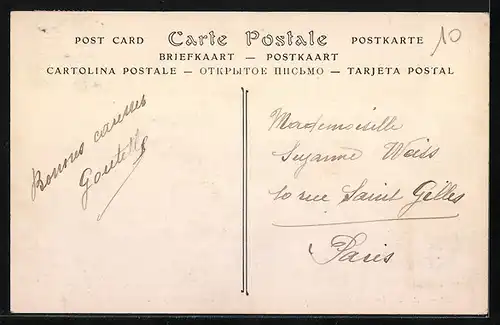 POST CARD Carte Postale POSTKARTE
BRIEFKAART — POSTKAART
CARTOLINA POSTALE — ОТКРЫТОЕ ПИСЬМО — TARJETA POSTAL
10
Bonnes caresses
Mademoiselle
Suzanne Weiss
10 rue Saint Gilles
Paris